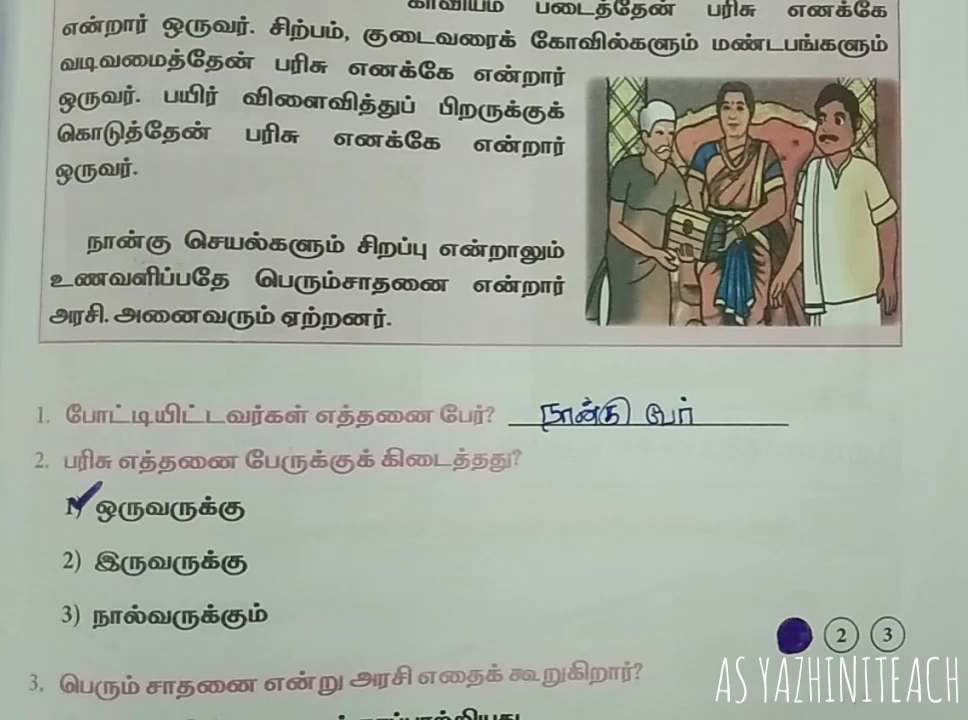 காவியம் படைத்தேன் பரிசு எனக்கே
என்றார் ஒருவர். சிற்பம், குடைவரைக் கோவில்களும் மண்டபங்களும்
வடிவமைத்தேன் பரிசு எனக்கே என்றார்
ஒருவர். பயிர் விளைவித்துப் பிறருக்குக்
கொடுத்தேன் பரிசு எனக்கே என்றார்
ஒருவர்.
நான்கு செயல்களும் சிறப்பு என்றாலும்
உணவளிப்பதே பெரும்சாதனை என்றார்
அரசி. அனைவரும் ஏற்றனர்.
1. போட்டியிட்டவர்கள் எத்தனை பேர்? நான்கு பேர்
2. பரிசு எத்தனை பேருக்குக் கிடைத்தது?
1) ஒருவருக்கு
2) இருவருக்கு
3) நால்வருக்கும்
2 3
3. பெரும் சாதனை என்று அரசி எதைக் கூறுகிறார்?
AS YAZHINITEACH